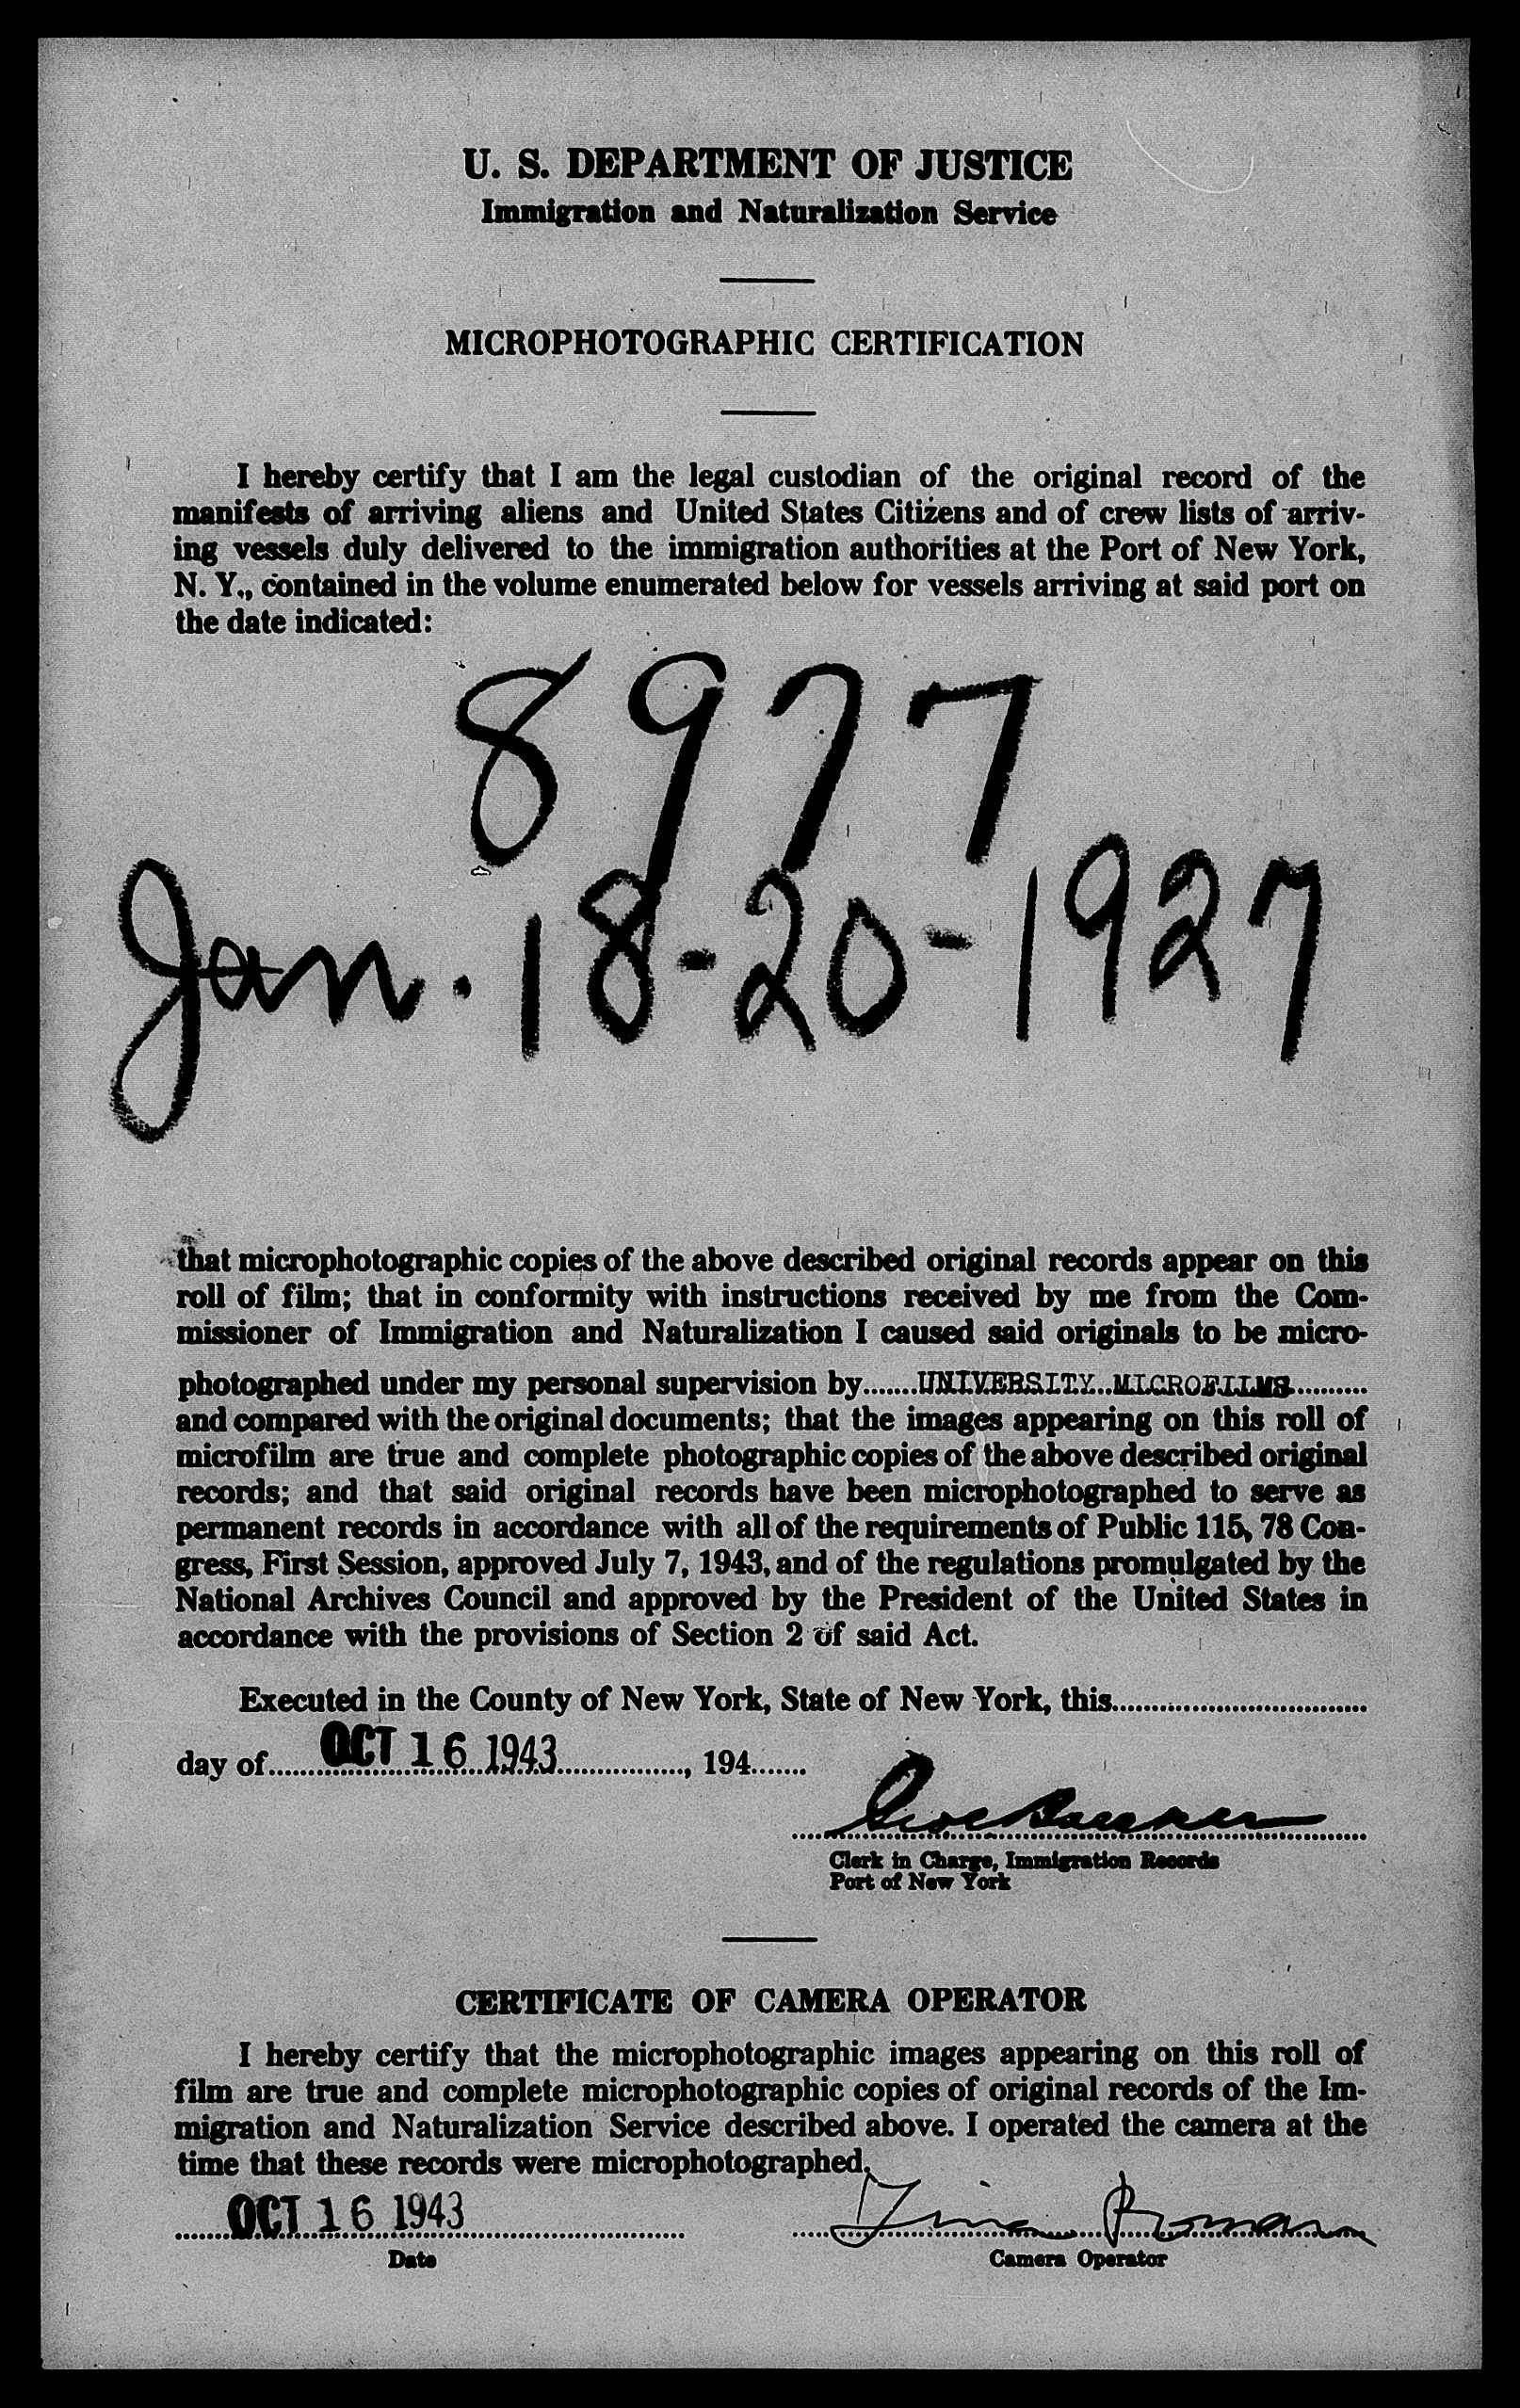 U. S. DEPARTMENT OF JUSTICE
Immigration and Naturalization Service
MICROPHOTOGRAPHIC CERTIFICATION
I hereby certify that I am the legal custodian of the original record of the
manifests of arriving aliens and United States Citizens and of crew lists of arriv-
ing vessels duly delivered to the immigration authorities at the Port of New York,
N. Y., contained in the volume enumerated below for vessels arriving at said port on
the date indicated:
8977
Jan. 18-20-1927
that microphotographic copies of the above described original records appear on this
roll of film; that in conformity with instructions received by me from the Com-
missioner of Immigration and Naturalization I caused said originals to be micro-
photographed under my personal supervision by.......UNIVERSITY MICROFILMS..........
and compared with the original documents; that the images appearing on this roll of
microfilm are true and complete photographic copies of the above described original
records; and that said original records have been microphotographed to serve as
permanent records in accordance with all of the requirements of Public 115, 78 Con-
gress, First Session, approved July 7, 1943, and of the regulations promulgated by the
National Archives Council and approved by the President of the United States in
accordance with the provisions of Section 2 of said Act.
Executed in the County of New York, State of New York, this..................................
day of......OCT 16 1943................, 194.......
Clerk in Charge, Immigration Records
Port of New York
CERTIFICATE OF CAMERA OPERATOR
I hereby certify that the microphotographic images appearing on this roll of
film are true and complete microphotographic copies of original records of the Im-
migration and Naturalization Service described above. I operated the camera at the
time that these records were microphotographed.
OCT 16 1943
Date
Camera Operator